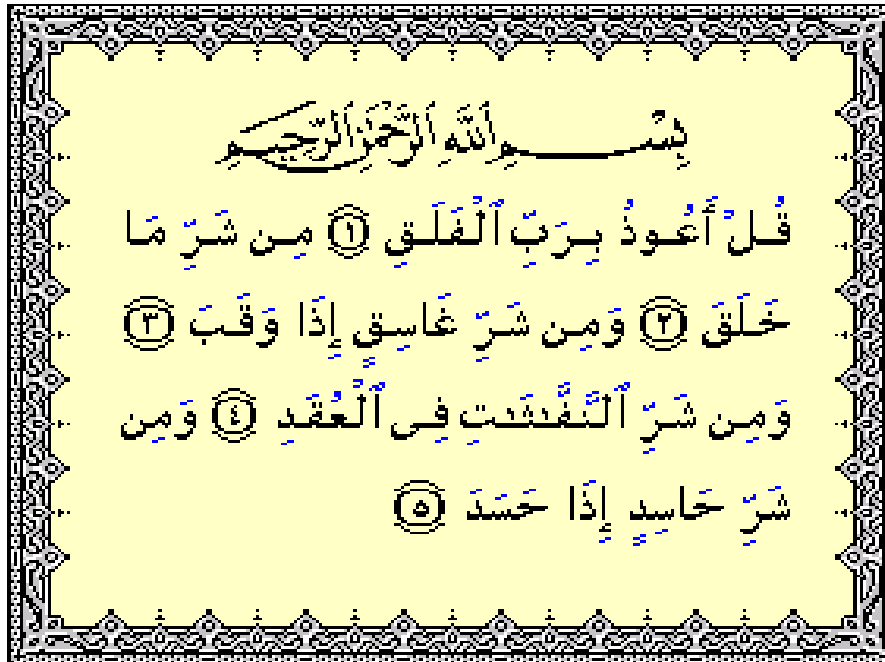 بِسْمِ ٱللَّهِ ٱلرَّحْمَٰنِ ٱلرَّحِيمِ
قُلْ أَعُوذُ بِرَبِّ ٱلْفَلَقِ ١ مِن شَرِّ مَا
خَلَقَ ٢ وَمِن شَرِّ غَاسِقٍ إِذَا وَقَبَ ٣
وَمِن شَرِّ ٱلنَّفَّٰثَٰتِ فِى ٱلْعُقَدِ ٤ وَمِن
شَرِّ حَاسِدٍ إِذَا حَسَدَ ٥